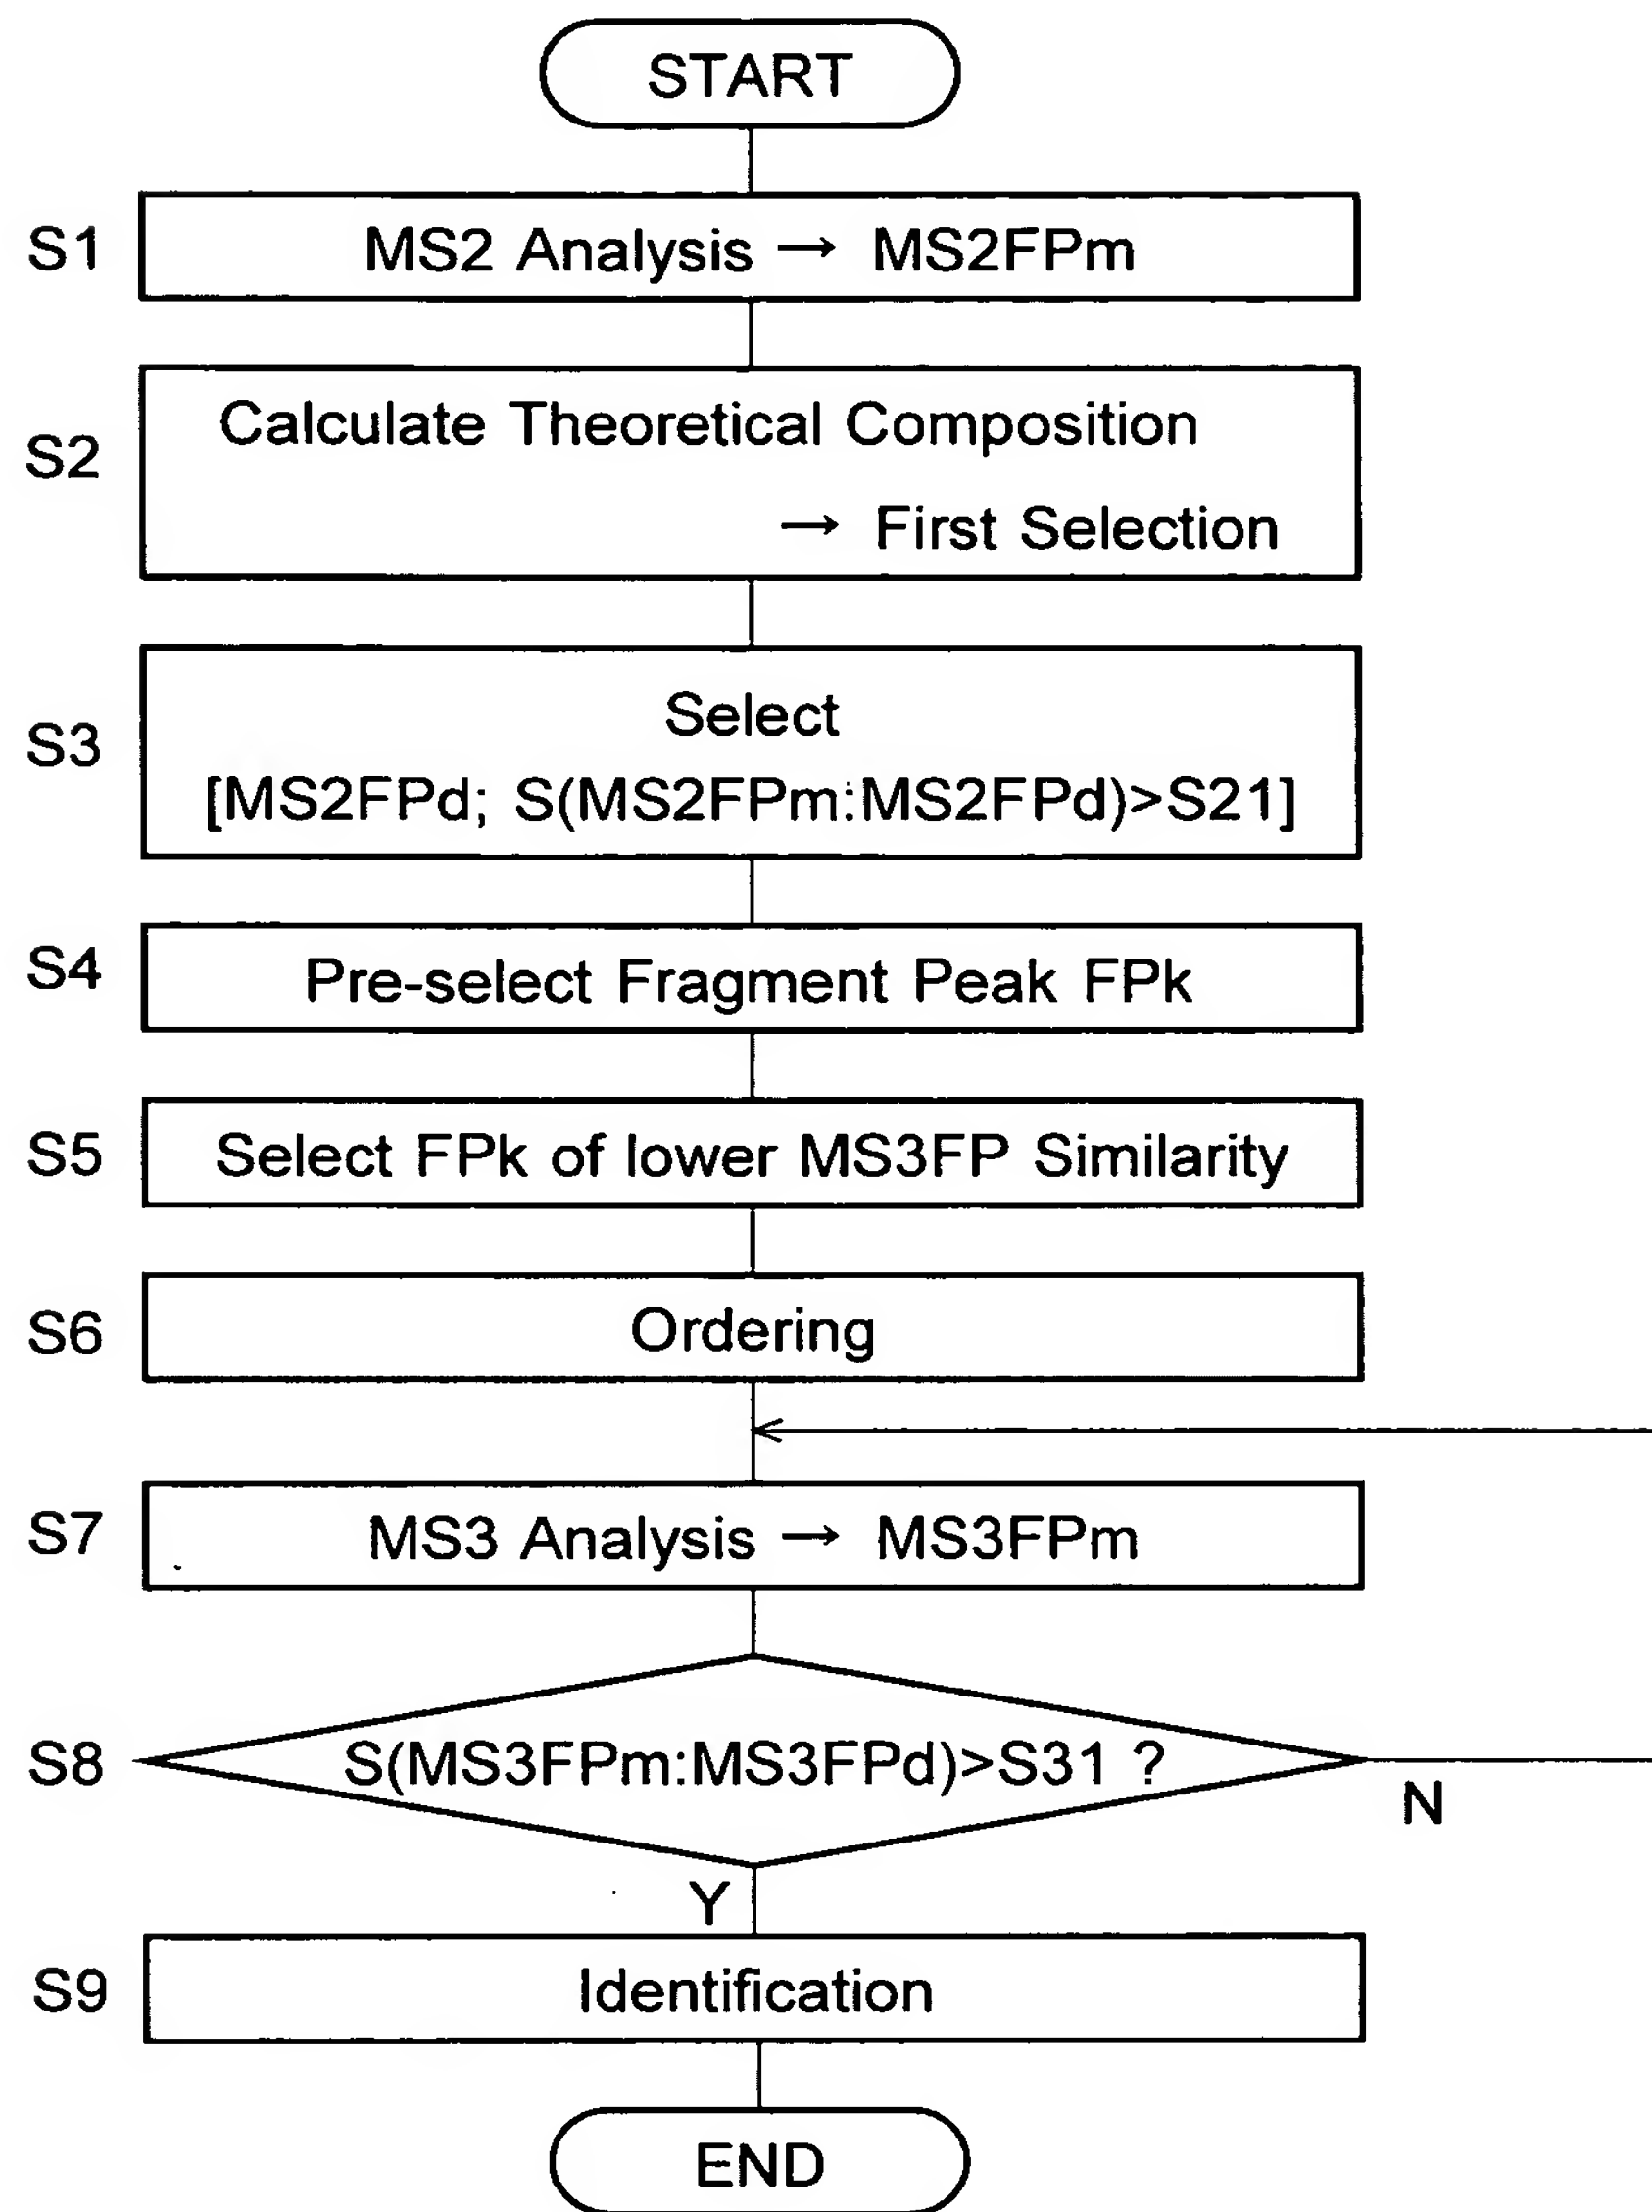 START
S1
MS2 Analysis → MS2FPm
S2
Calculate Theoretical Composition
→ First Selection
S3
Select
[MS2FPd; S(MS2FPm:MS2FPd)>S21]
S4
Pre-select Fragment Peak FPk
S5
Select FPk of lower MS3FP Similarity
S6
Ordering
S7
MS3 Analysis → MS3FPm
S8
S(MS3FPm:MS3FPd)>S31 ?
N
Y
S9
Identification
END